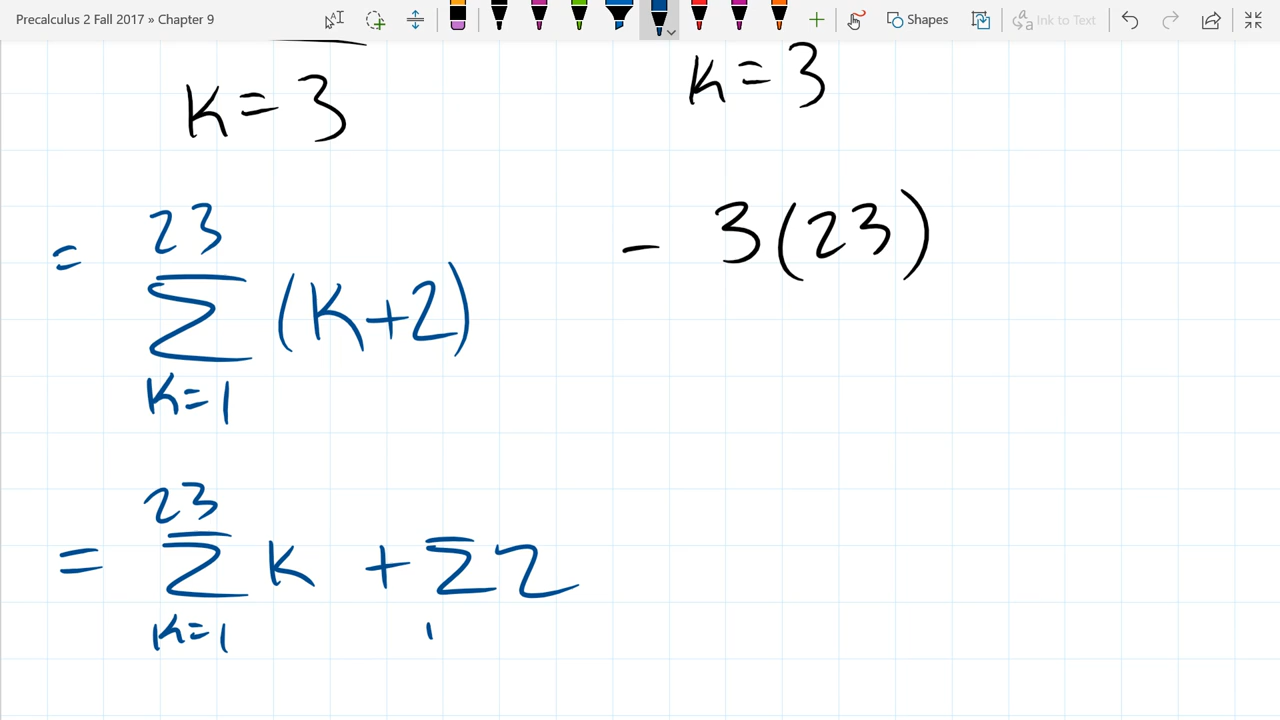 Precalculus 2 Fall 2017 » Chapter 9
Shapes
Ink to Text
K = 3
K = 3
= 23 Σ K=1 (K+2) - 3(23)
= 23 Σ K=1 K + Σ 2